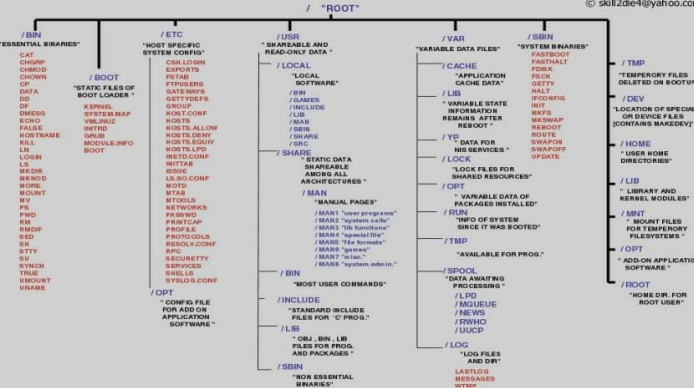 / "ROOT"
© skill2die4@yahoo.co
/ BIN
"ESSENTIAL BINARIES"
CAT
CHGRP
CHMOD
CHOWN
CP
DATA
DD
DF
DMESG
ECHO
FALSE
HOSTNAME
KILL
LN
LOGIN
LS
MKDIR
MKNOD
MORE
MOUNT
MV
PS
PWD
RM
RMDIF
SED
SH
STTY
SU
SYNCH
TRUE
UMOUNT
UNAME
/ BOOT
"STATIC FILES OF
BOOT LOADER "
KERNEL
SYSTEM.MAP
VMLINUZ
INITRD
GRUB
MODULE.INFO
BOOT
/ ETC
"HOST SPECIFIC
SYSTEM CONFIG"
CSH.LOGIN
EXPORTS
FSTAB
FTPUSERS
GATEWAYS
GETTYDEFS
GROUP
HOST.CONF
HOSTS
HOSTS.ALLOW
HOSTS.DENY
HOSTS.EQUIV
HOSTS.LPD
INETD.CONF
INITTAB
ISSUE
LS.SO.CONF
MOTD
MTAB
MTOOLS
NETWORKS
PASSWD
PRINTCAP
PROFILE
PROTOCOLS
RESOLV.CONF
RPC
SECURETTY
SERVICES
SHELLS
SYSLOG.CONF
/ OPT
" CONFIG FILE
FOR ADD ON
APPLICATION
SOFTWARE "
/ USR
" SHAREABLE AND
READ-ONLY DATA "
/ LOCAL
"LOCAL
SOFTWARE"
/ BIN
/ GAMES
/ INCLUDE
/ LIB
/ MAN
/ SBIN
/ SHARE
/ SRC
/ SHARE
" STATIC DATA
SHAREABLE
AMONG ALL
ARCHITECTURES "
/ MAN
"MANUAL PAGES"
/ MAN1 "user programs"
/ MAN2 "system calls"
/ MAN3 "lib functions"
/ MAN4 "special file"
/ MAN5 "file formats"
/ MAN6 "games"
/ MAN7 "misc."
/ MAN8 "system admin."
/ BIN
"MOST USER COMMANDS"
/ INCLUDE
"STANDARD INCLUDE
FILES FOR 'C' PROG."
/ LIB
" OBJ , BIN , LIB
FILES FOR PROG.
AND PACKAGES "
/ SBIN
"NON ESSENTIAL
BINARIES"
/ VAR
"VARIABLE DATA FILES"
/ CACHE
"APPLICATION
CACHE DATA"
/ LIB
" VARIABLE STATE
INFORMATION
REMAINS AFTER
REBOOT "
/ YP
" DATA FOR
NIS SERVICES "
/ LOCK
"LOCK FILES FOR
SHARED RESOURCES"
/ OPT
" VARIABLE DATA OF
PACKAGES INSTALLED"
/ RUN
"INFO OF SYSTEM
SINCE IT WAS BOOTED"
/ TMP
"AVAILABLE FOR PROG."
/ SPOOL
"DATA AWAITING
PROCESSING "
/ LPD
/ MQUEUE
/ NEWS
/ RWHO
/ UUCP
/ LOG
"LOG FILES
AND DIR"
LASTLOG
MESSAGES
WTMP
/ SBIN
"SYSTEM BINARIES"
FASTBOOT
FASTHALT
FDISK
FSCK
GETTY
HALT
IFCONFIG
INIT
MKFS
MKSWAP
REBOOT
ROUTE
SWAPON
SWAPOFF
UPDATE
/ TMP
"TEMPERORY FILES
DELETED ON BOOTUP
/ DEV
"LOCATION OF SPECIAL
OR DEVICE FILES
[CONTAINS MAKEDEV]"
/ HOME
" USER HOME
DIRECTORIES"
/ LIB
" LIBRARY AND
KERNEL MODULES"
/ MNT
" MOUNT FILES
FOR TEMPERORY
FILESYSTEMS "
/ OPT
"ADD-ON APPLICATIO
SOFTWARE "
/ ROOT
"HOME DIR. FOR
ROOT USER"